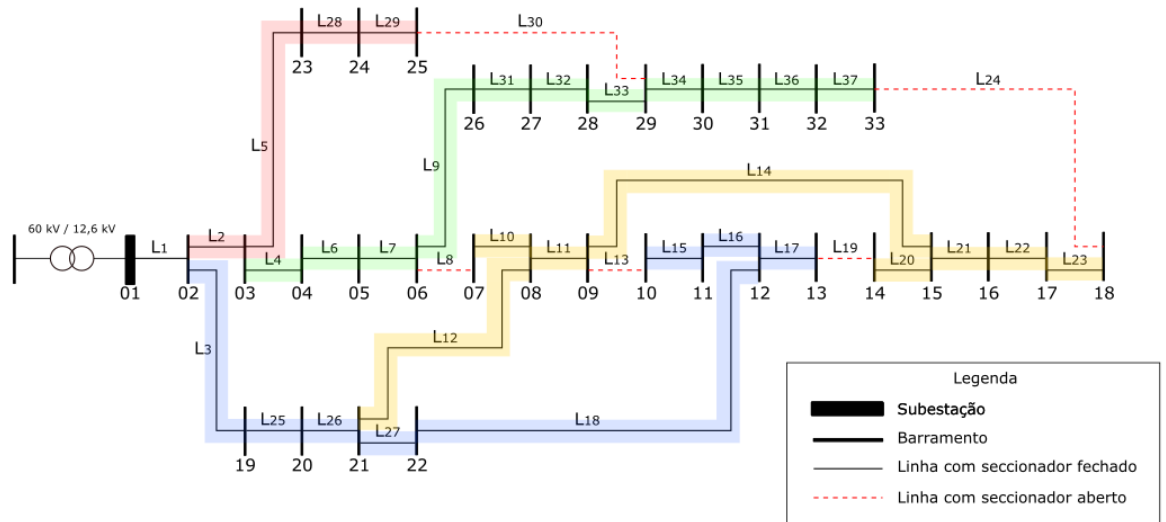 L28 L29 L30
23 24 25
L31 L32 L34 L35 L36 L37 L24
L33
26 27 28 29 30 31 32 33
L5
L9
L14
60 kV / 12,6 kV
L1 L2 L6 L7 L10 L11 L15 L16 L17 L19 L21 L22
L4 L8 L13 L20 L23
01 02 03 04 05 06 07 08 09 10 11 12 13 14 15 16 17 18
L12
L3
L25 L26 L27 L18
19 20 21 22
Legenda
Subestação
Barramento
Linha com seccionador fechado
Linha com seccionador aberto